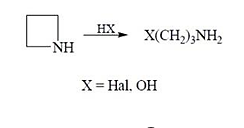 HX
NH X(CH₂)₃NH₂
X = Hal, OH